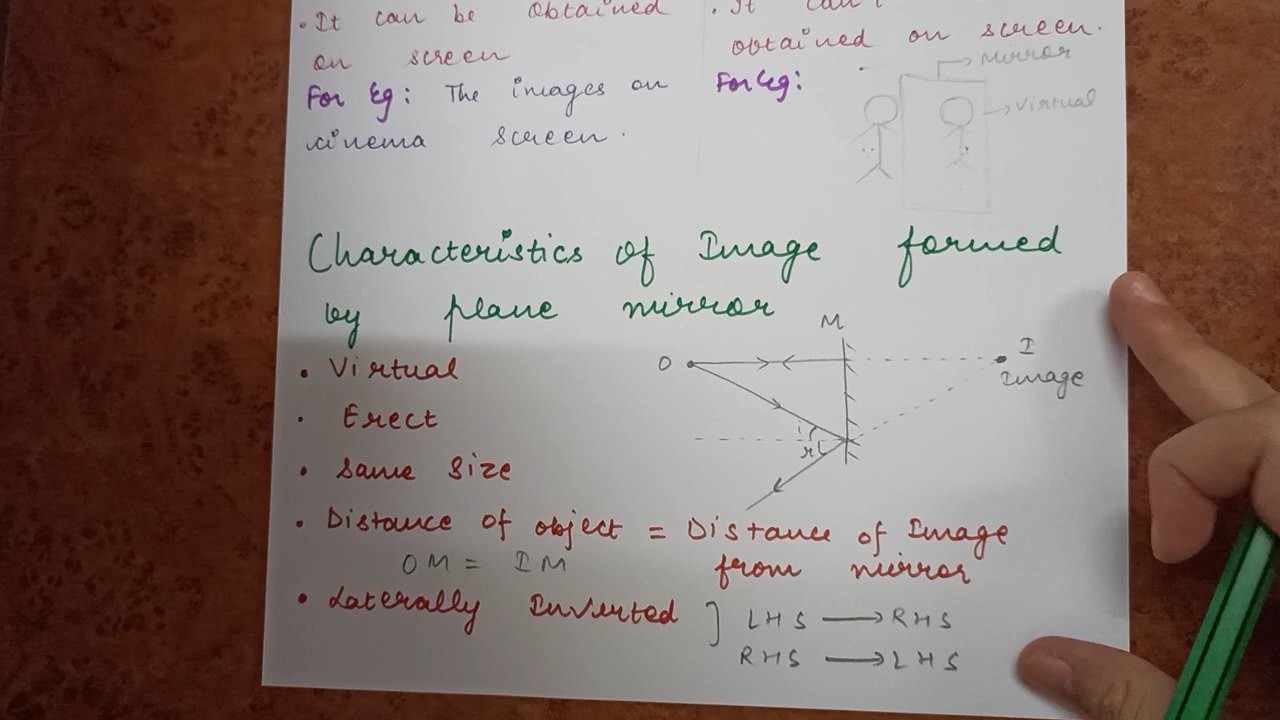 • It can be obtained
on screen
For Eg: The images on
cinema screen.
• It can't
obtained on screen.
For Eg:
Mirror
Virtual
Characteristics of Image formed
by plane mirror
• Virtual
• Erect
• Same Size
M
O
I
Image
i
r
• Distance of object = Distance of Image
from mirror
OM = IM
• Laterally Inverted ] LHS → RHS
RHS → LHS